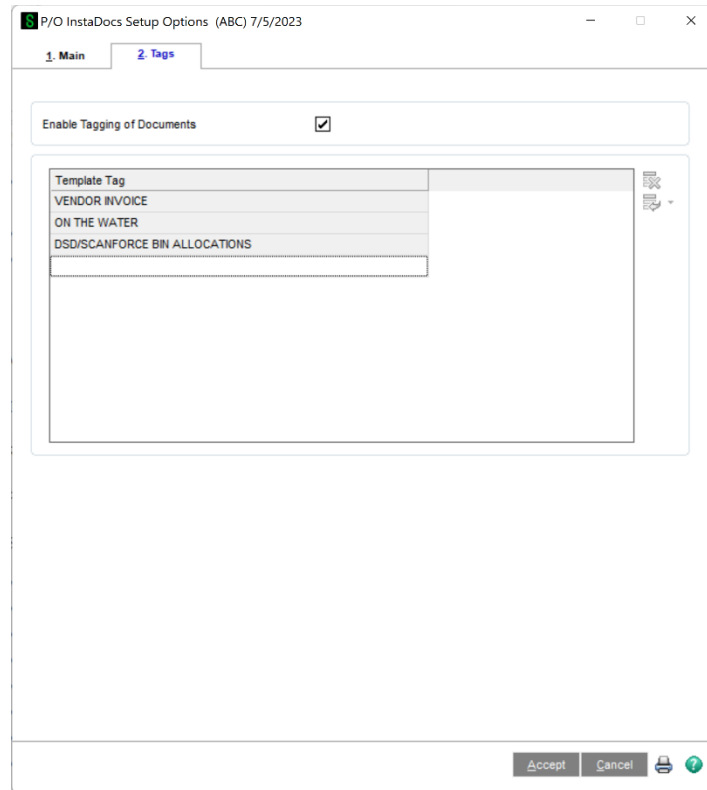 S P/O InstaDocs Setup Options (ABC) 7/5/2023
1. Main 2. Tags
Enable Tagging of Documents
Template Tag
VENDOR INVOICE
ON THE WATER
DSD/SCANFORCE BIN ALLOCATIONS
Accept Cancel ?